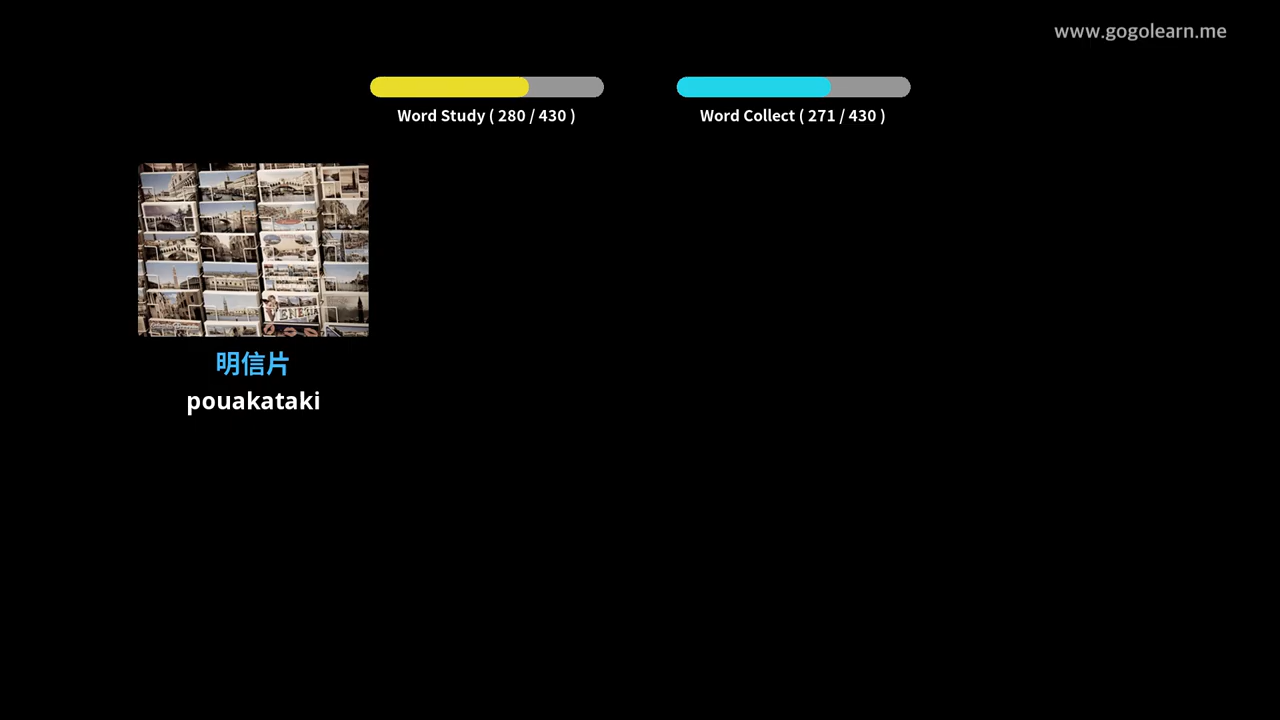 www.gogolearn.me
Word Study ( 280 / 430 )
Word Collect ( 271 / 430 )
明信片
pouakataki